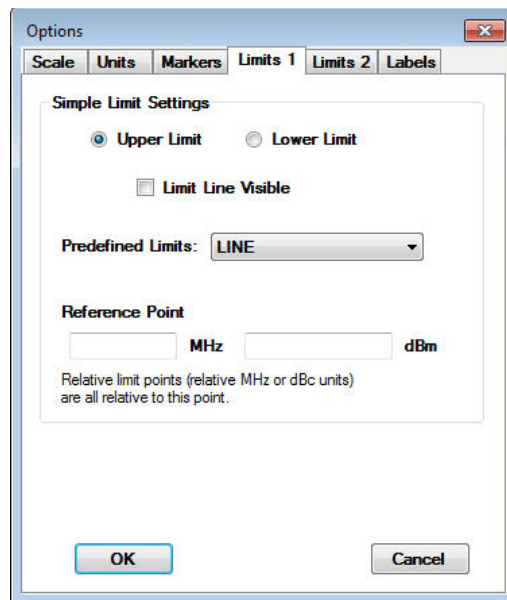 Options
Scale Units Markers Limits 1 Limits 2 Labels
Simple Limit Settings
Upper Limit Lower Limit
Limit Line Visible
Predefined Limits: LINE
Reference Point
MHz dBm
Relative limit points (relative MHz or dBc units)
are all relative to this point.
OK Cancel